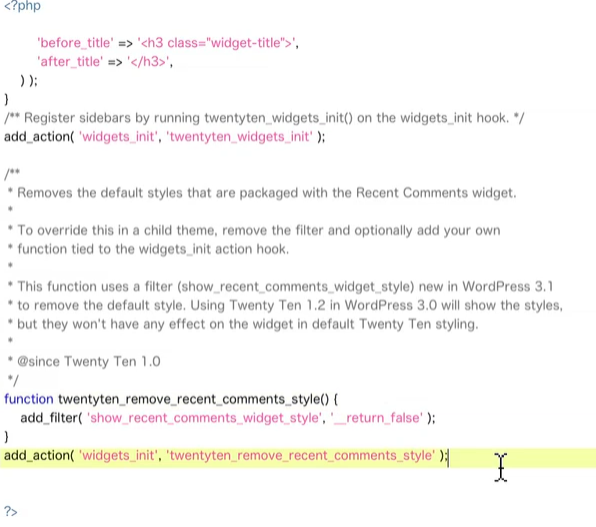 <?php
'before_title' => '<h3 class="widget-title">',
'after_title' => '</h3>',
) );
}
/** Register sidebars by running twentyten_widgets_init() on the widgets_init hook. */
add_action( 'widgets_init', 'twentyten_widgets_init' );
/**
* Removes the default styles that are packaged with the Recent Comments widget.
*
* To override this in a child theme, remove the filter and optionally add your own
* function tied to the widgets_init action hook.
*
* This function uses a filter (show_recent_comments_widget_style) new in WordPress 3.1
* to remove the default style. Using Twenty Ten 1.2 in WordPress 3.0 will show the styles,
* but they won't have any effect on the widget in default Twenty Ten styling.
*
* @since Twenty Ten 1.0
*/
function twentyten_remove_recent_comments_style() {
add_filter( 'show_recent_comments_widget_style', '__return_false' );
}
add_action( 'widgets_init', 'twentyten_remove_recent_comments_style' );
?>